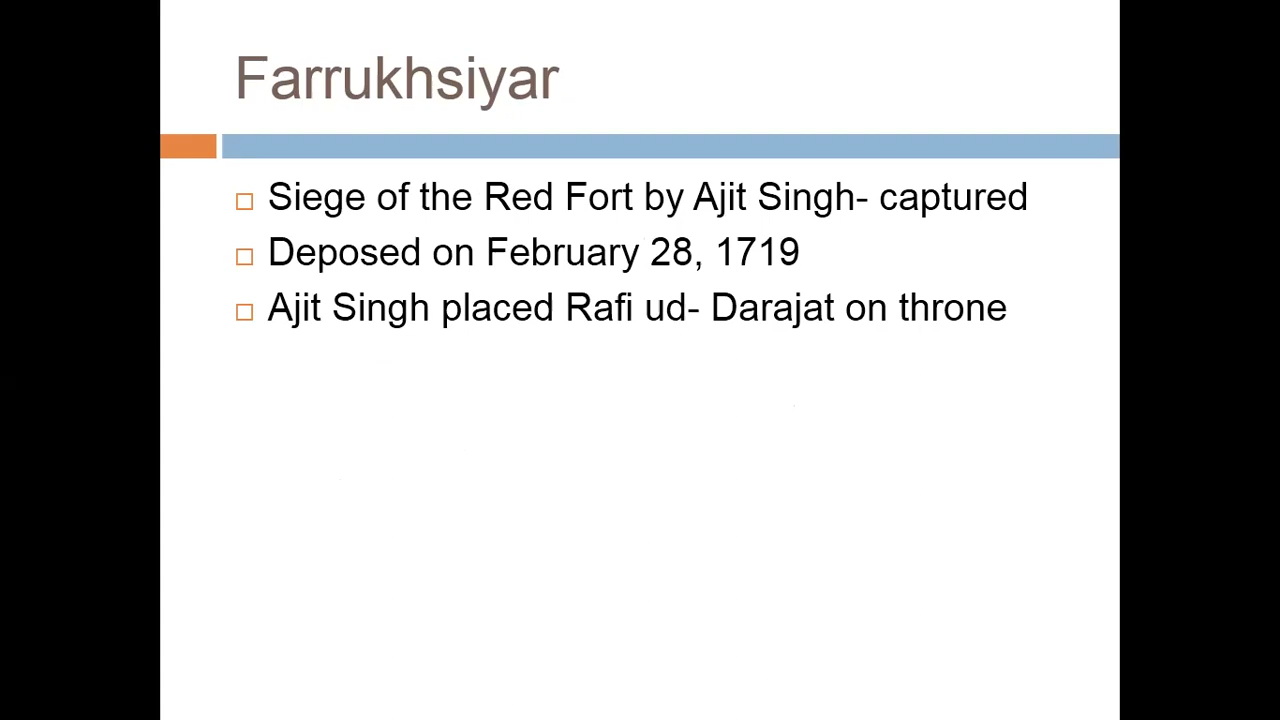 Farrukhsiyar
Siege of the Red Fort by Ajit Singh- captured
Deposed on February 28, 1719
Ajit Singh placed Rafi ud- Darajat on throne